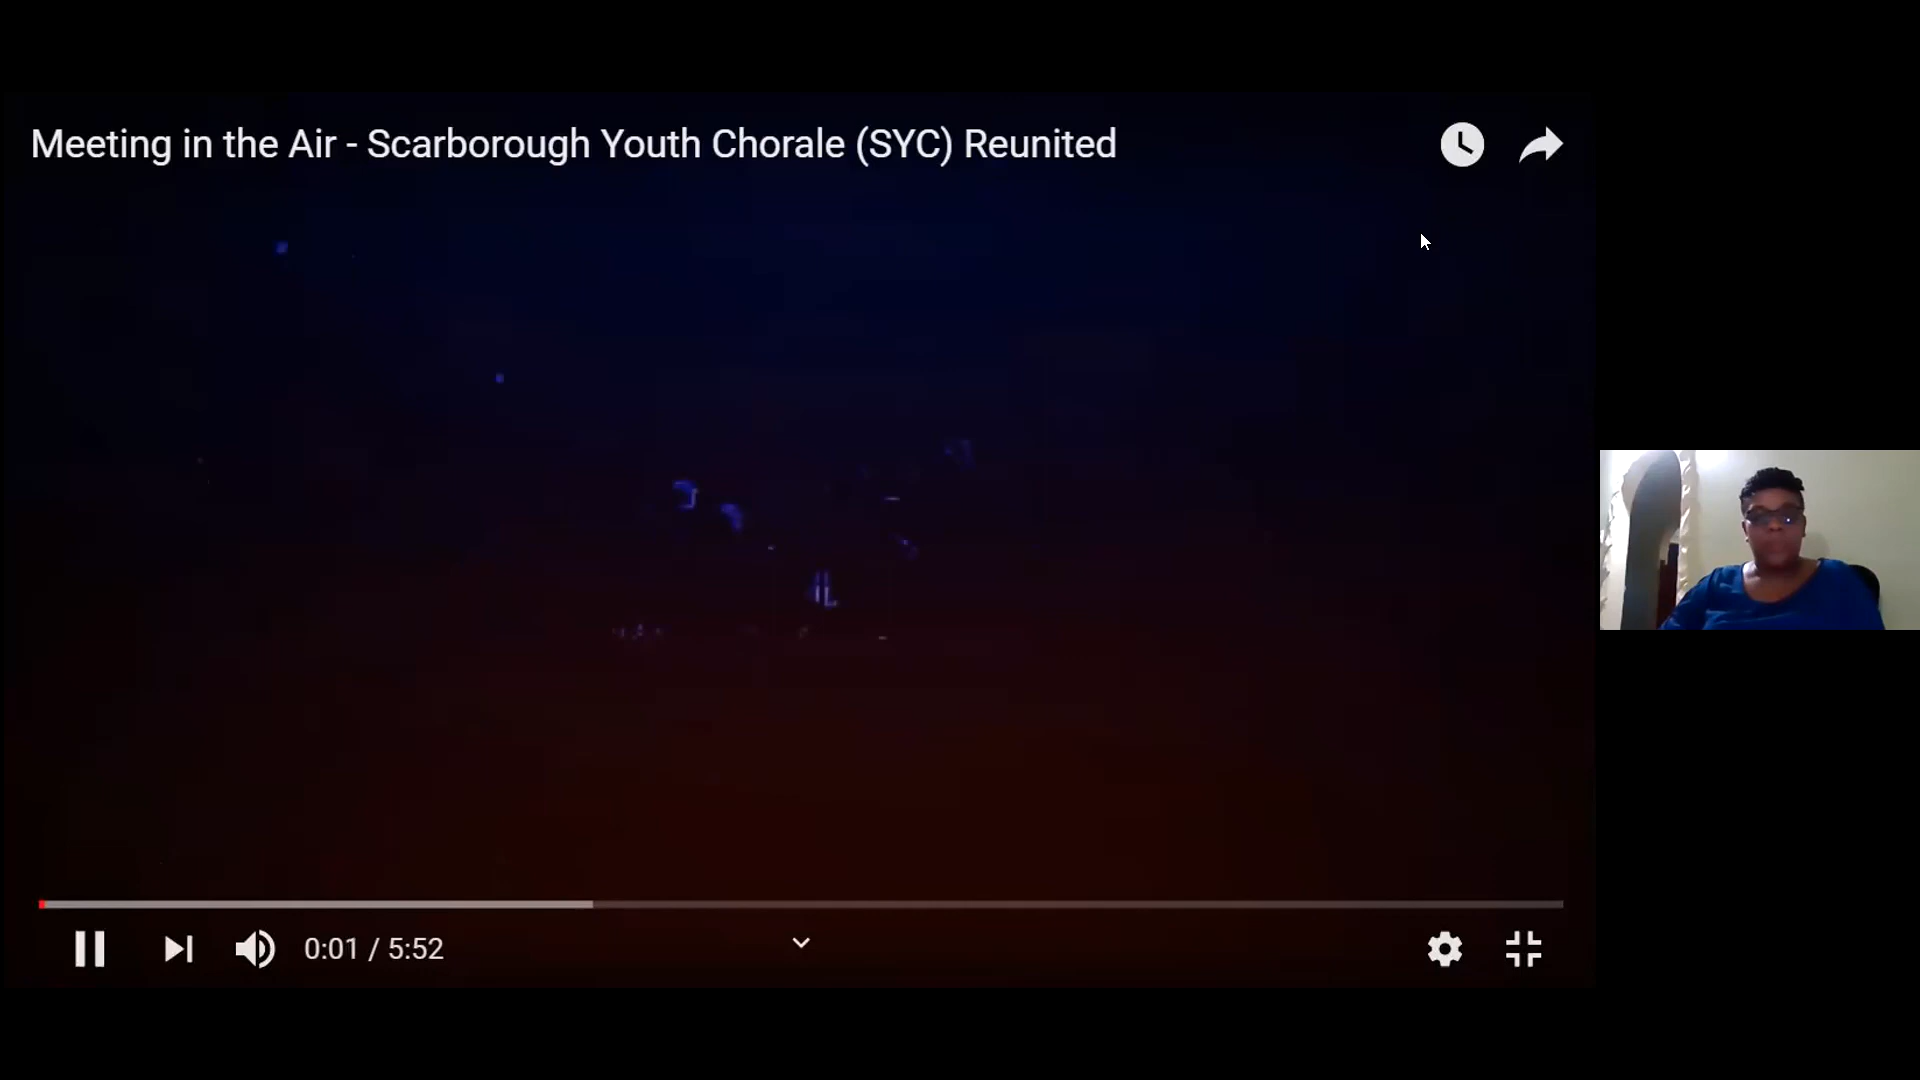 Meeting in the Air - Scarborough Youth Chorale (SYC) Reunited
0:01 / 5:52